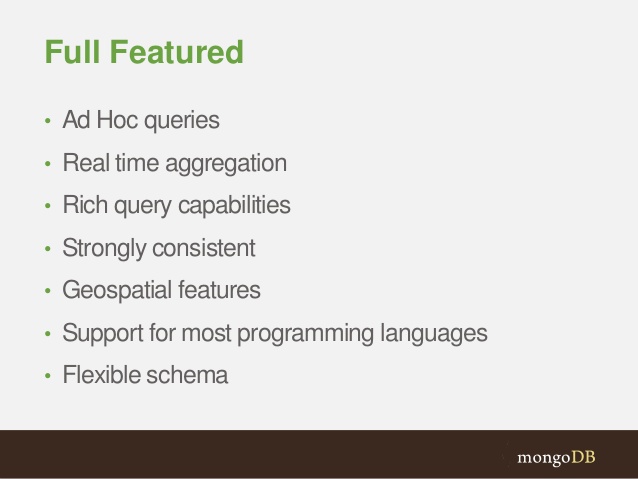 Full Featured
• Ad Hoc queries
• Real time aggregation
• Rich query capabilities
• Strongly consistent
• Geospatial features
• Support for most programming languages
• Flexible schema
mongoDB